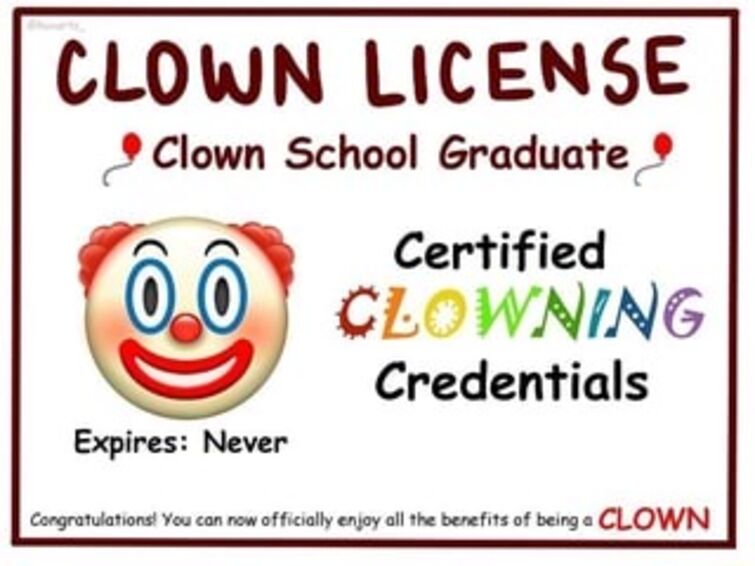 CLOWN LICENSE
Clown School Graduate
Certified
CLOWNING
Credentials
Expires: Never
Congratulations! You can now officially enjoy all the benefits of being a CLOWN